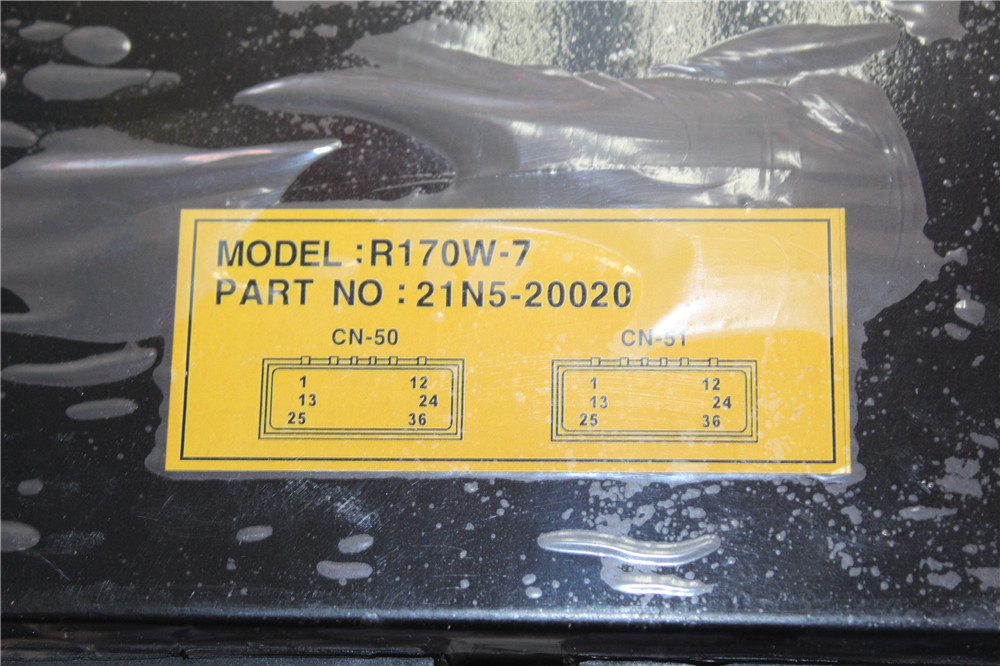 MODEL :R170W-7
PART NO : 21N5-20020
CN-50 CN-51
1 12 1 12
13 24 13 24
25 36 25 36